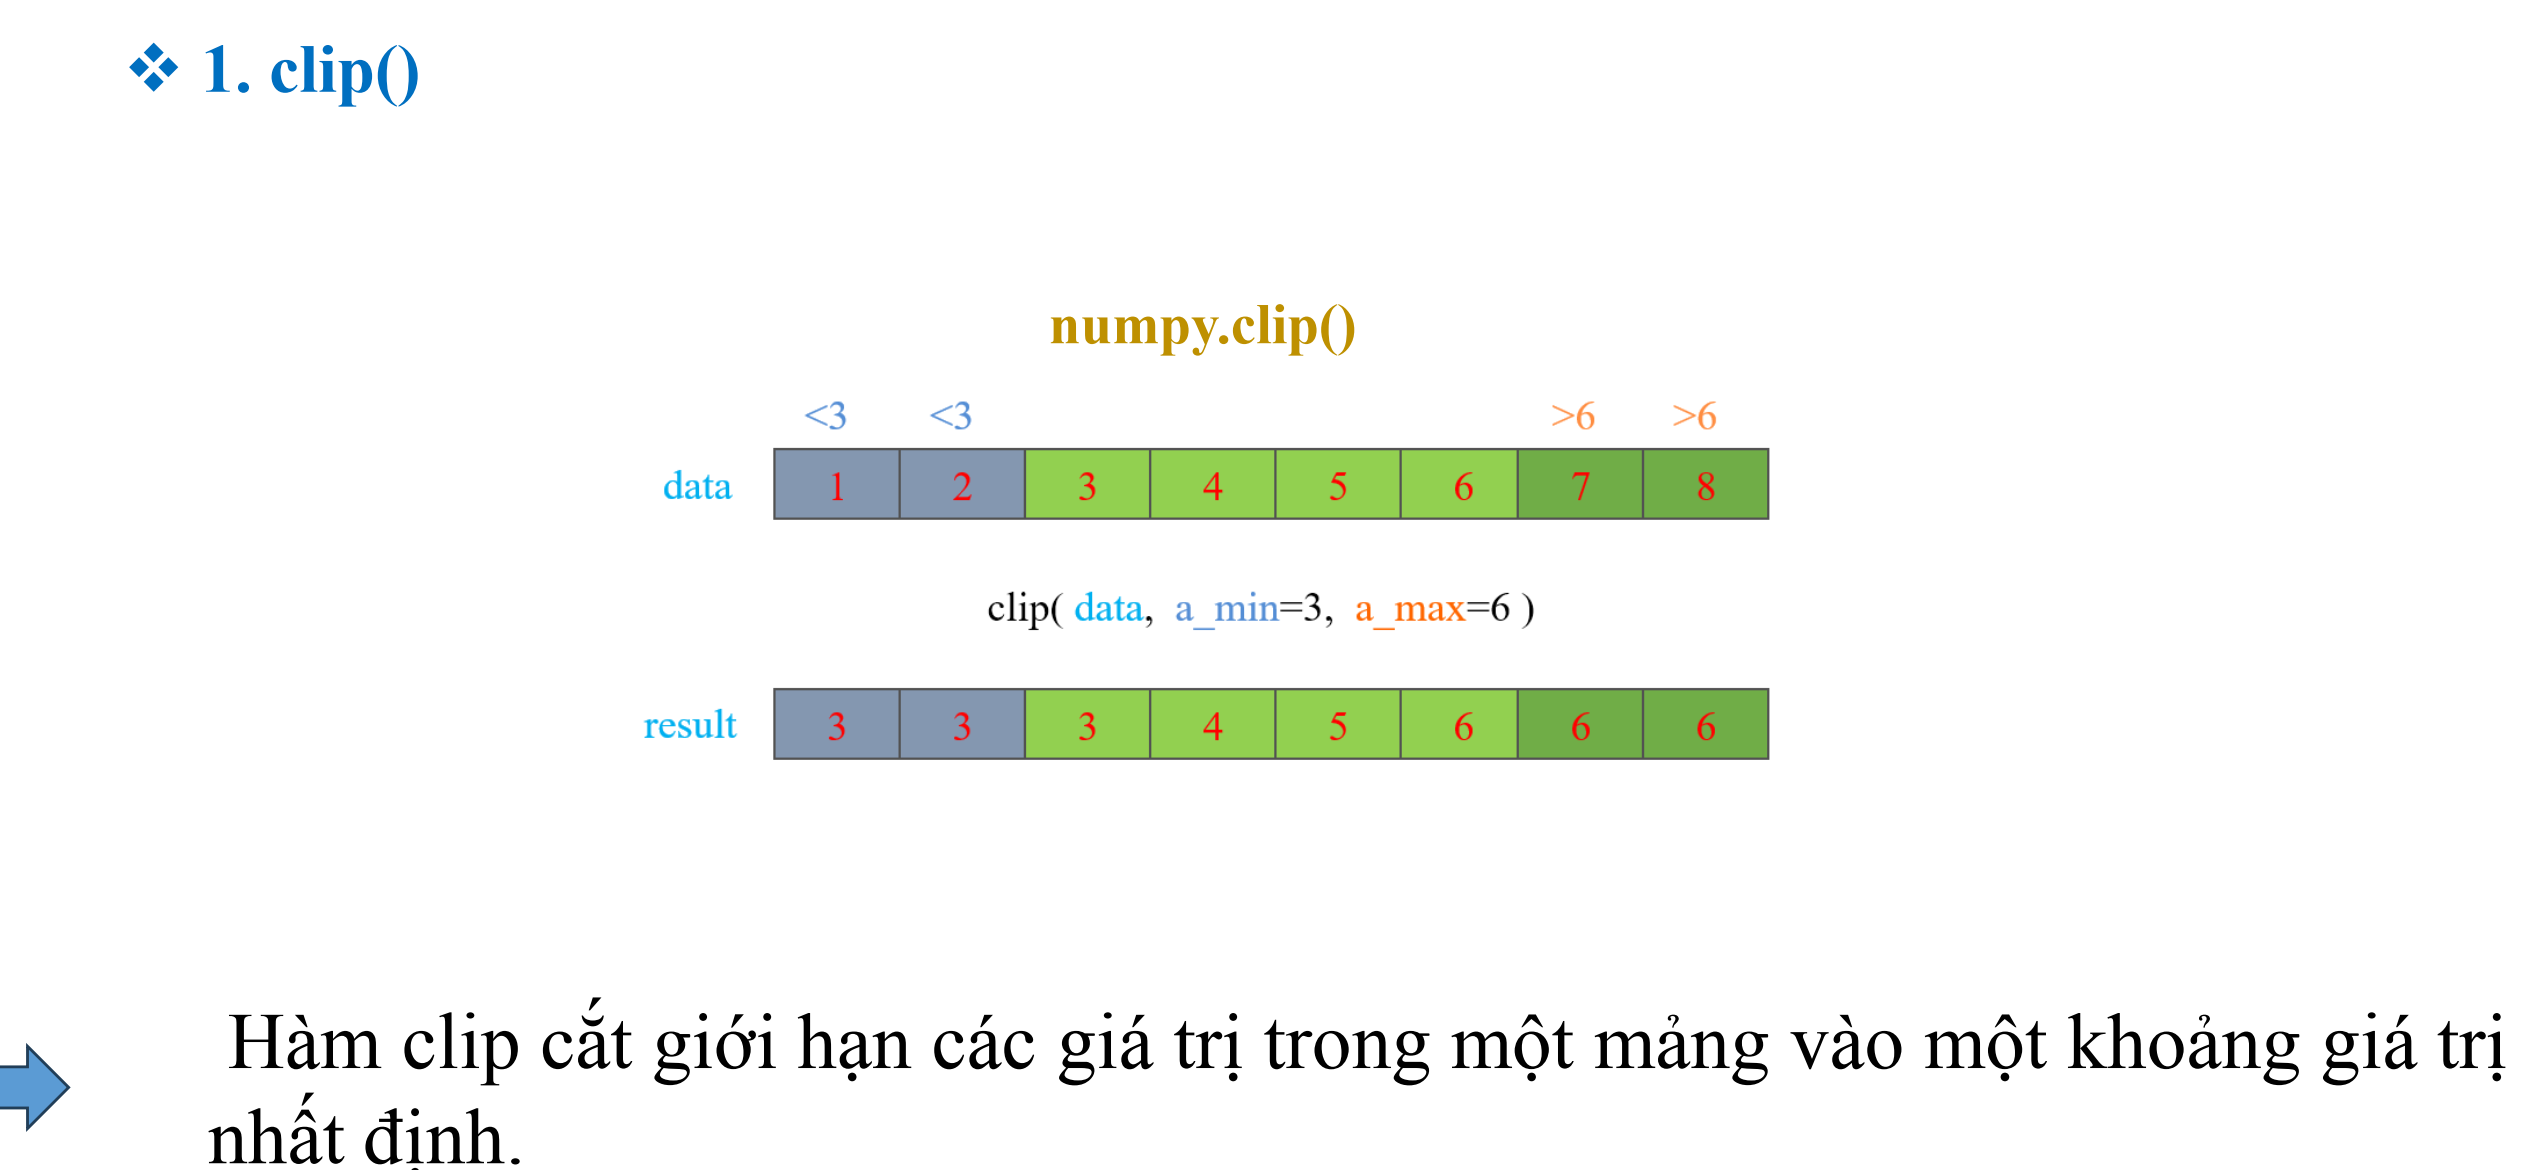 ❖ 1. clip()
numpy.clip()
<3 <3 >6 >6
data 1 2 3 4 5 6 7 8
clip( data, a_min=3, a_max=6 )
result 3 3 3 4 5 6 6 6
Hàm clip cắt giới hạn các giá trị trong một mảng vào một khoảng giá trị
nhất định.